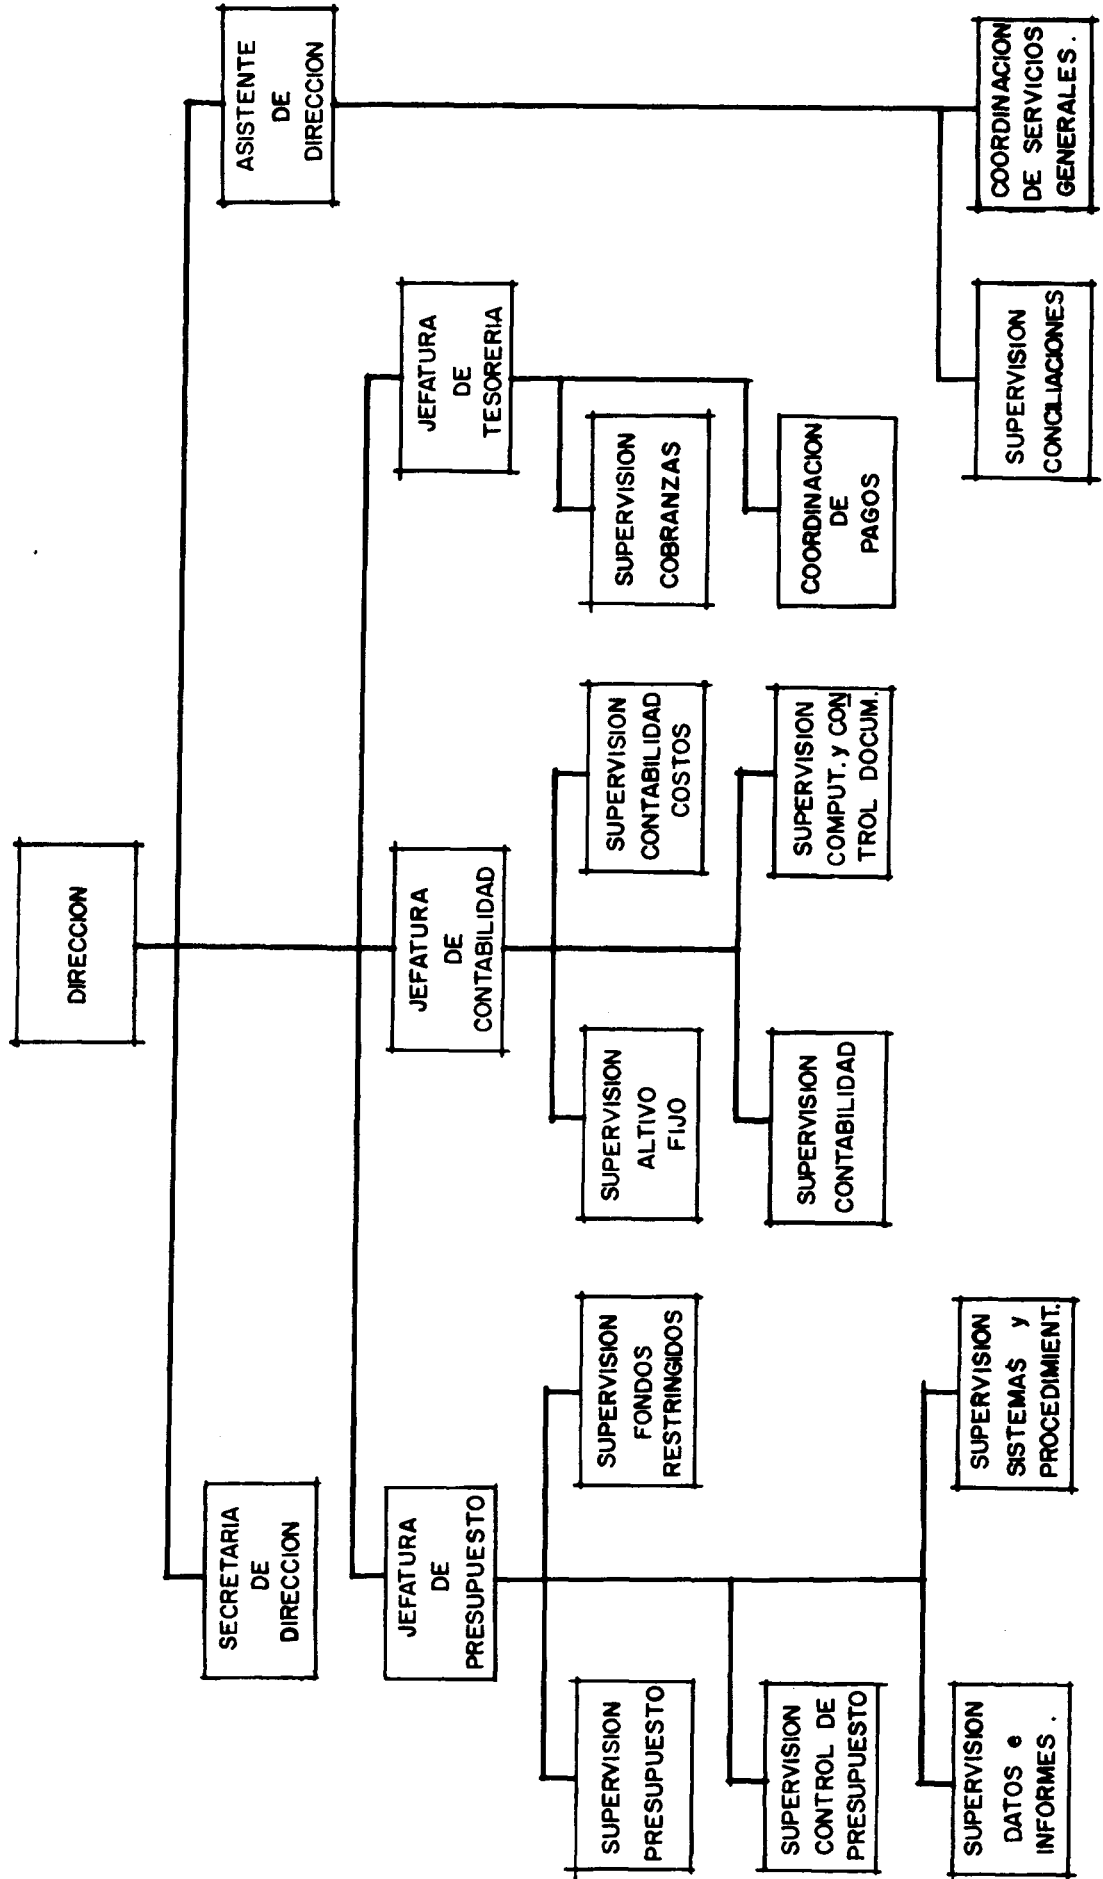 DIRECCION
SECRETARIA
DE
DIRECCION
ASISTENTE
DE
DIRECCION
JEFATURA
DE
PRESUPUESTO
JEFATURA
DE
CONTABILIDAD
JEFATURA
DE
TESORERIA
SUPERVISION
PRESUPUESTO
SUPERVISION
FONDOS
RESTRINGIDOS
SUPERVISION
ALTIVO
FIJO
SUPERVISION
CONTABILIDAD
COSTOS
SUPERVISION
COBRANZAS
SUPERVISION
CONTROL DE
PRESUPUESTO
SUPERVISION
CONTABILIDAD
SUPERVISION
COMPUT. y CON
TROL DOCUM.
COORDINACION
DE
PAGOS
SUPERVISION
DATOS e
INFORMES.
SUPERVISION
SISTEMAS y
PROCEDIMIENT.
SUPERVISION
CONCILIACIONES
COORDINACION
DE SERVICIOS
GENERALES.